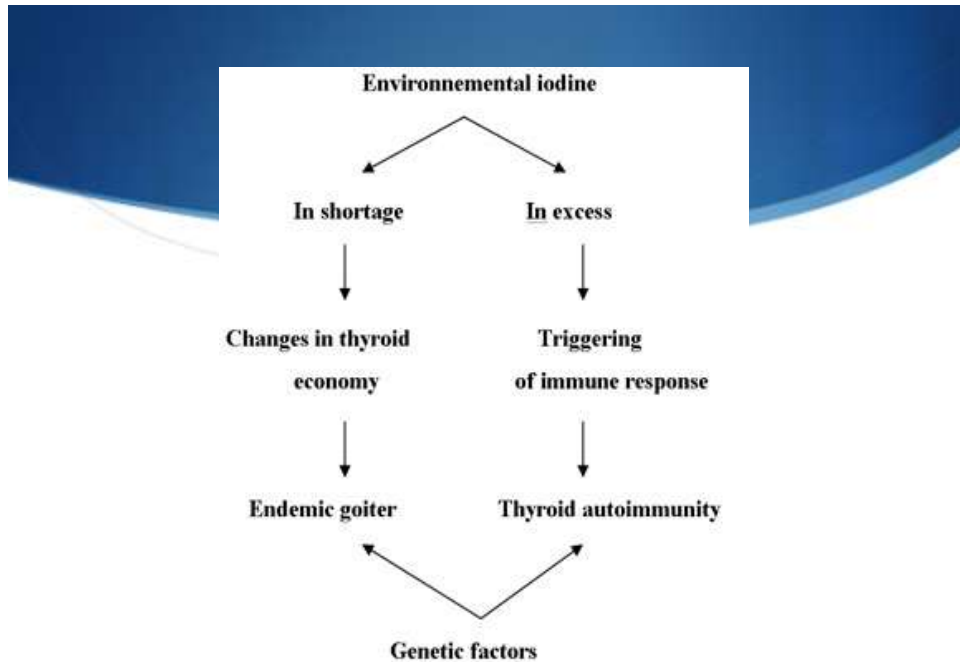 Environnemental iodine
In shortage
In excess
Changes in thyroid
economy
Triggering
of immune response
Endemic goiter
Thyroid autoimmunity
Genetic factors